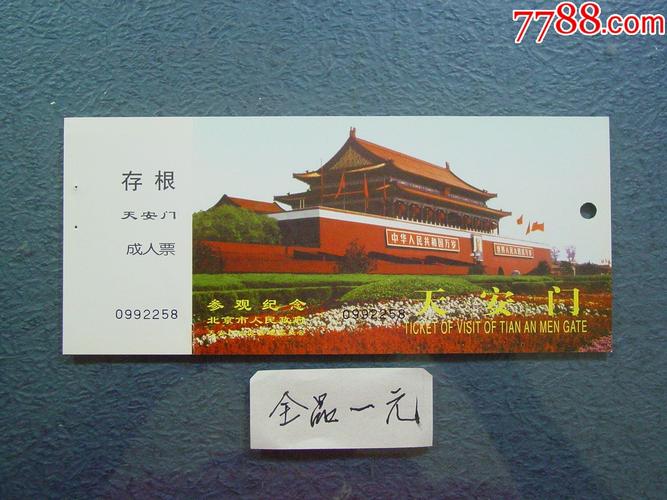 7788.com
存根
天安门
成人票
0992258
中华人民共和国万岁
世界人民大团结万岁
参观纪念
北京市人民政府
0992258
天安门
TICKET OF VISIT OF TIAN AN MEN GATE
全品一元